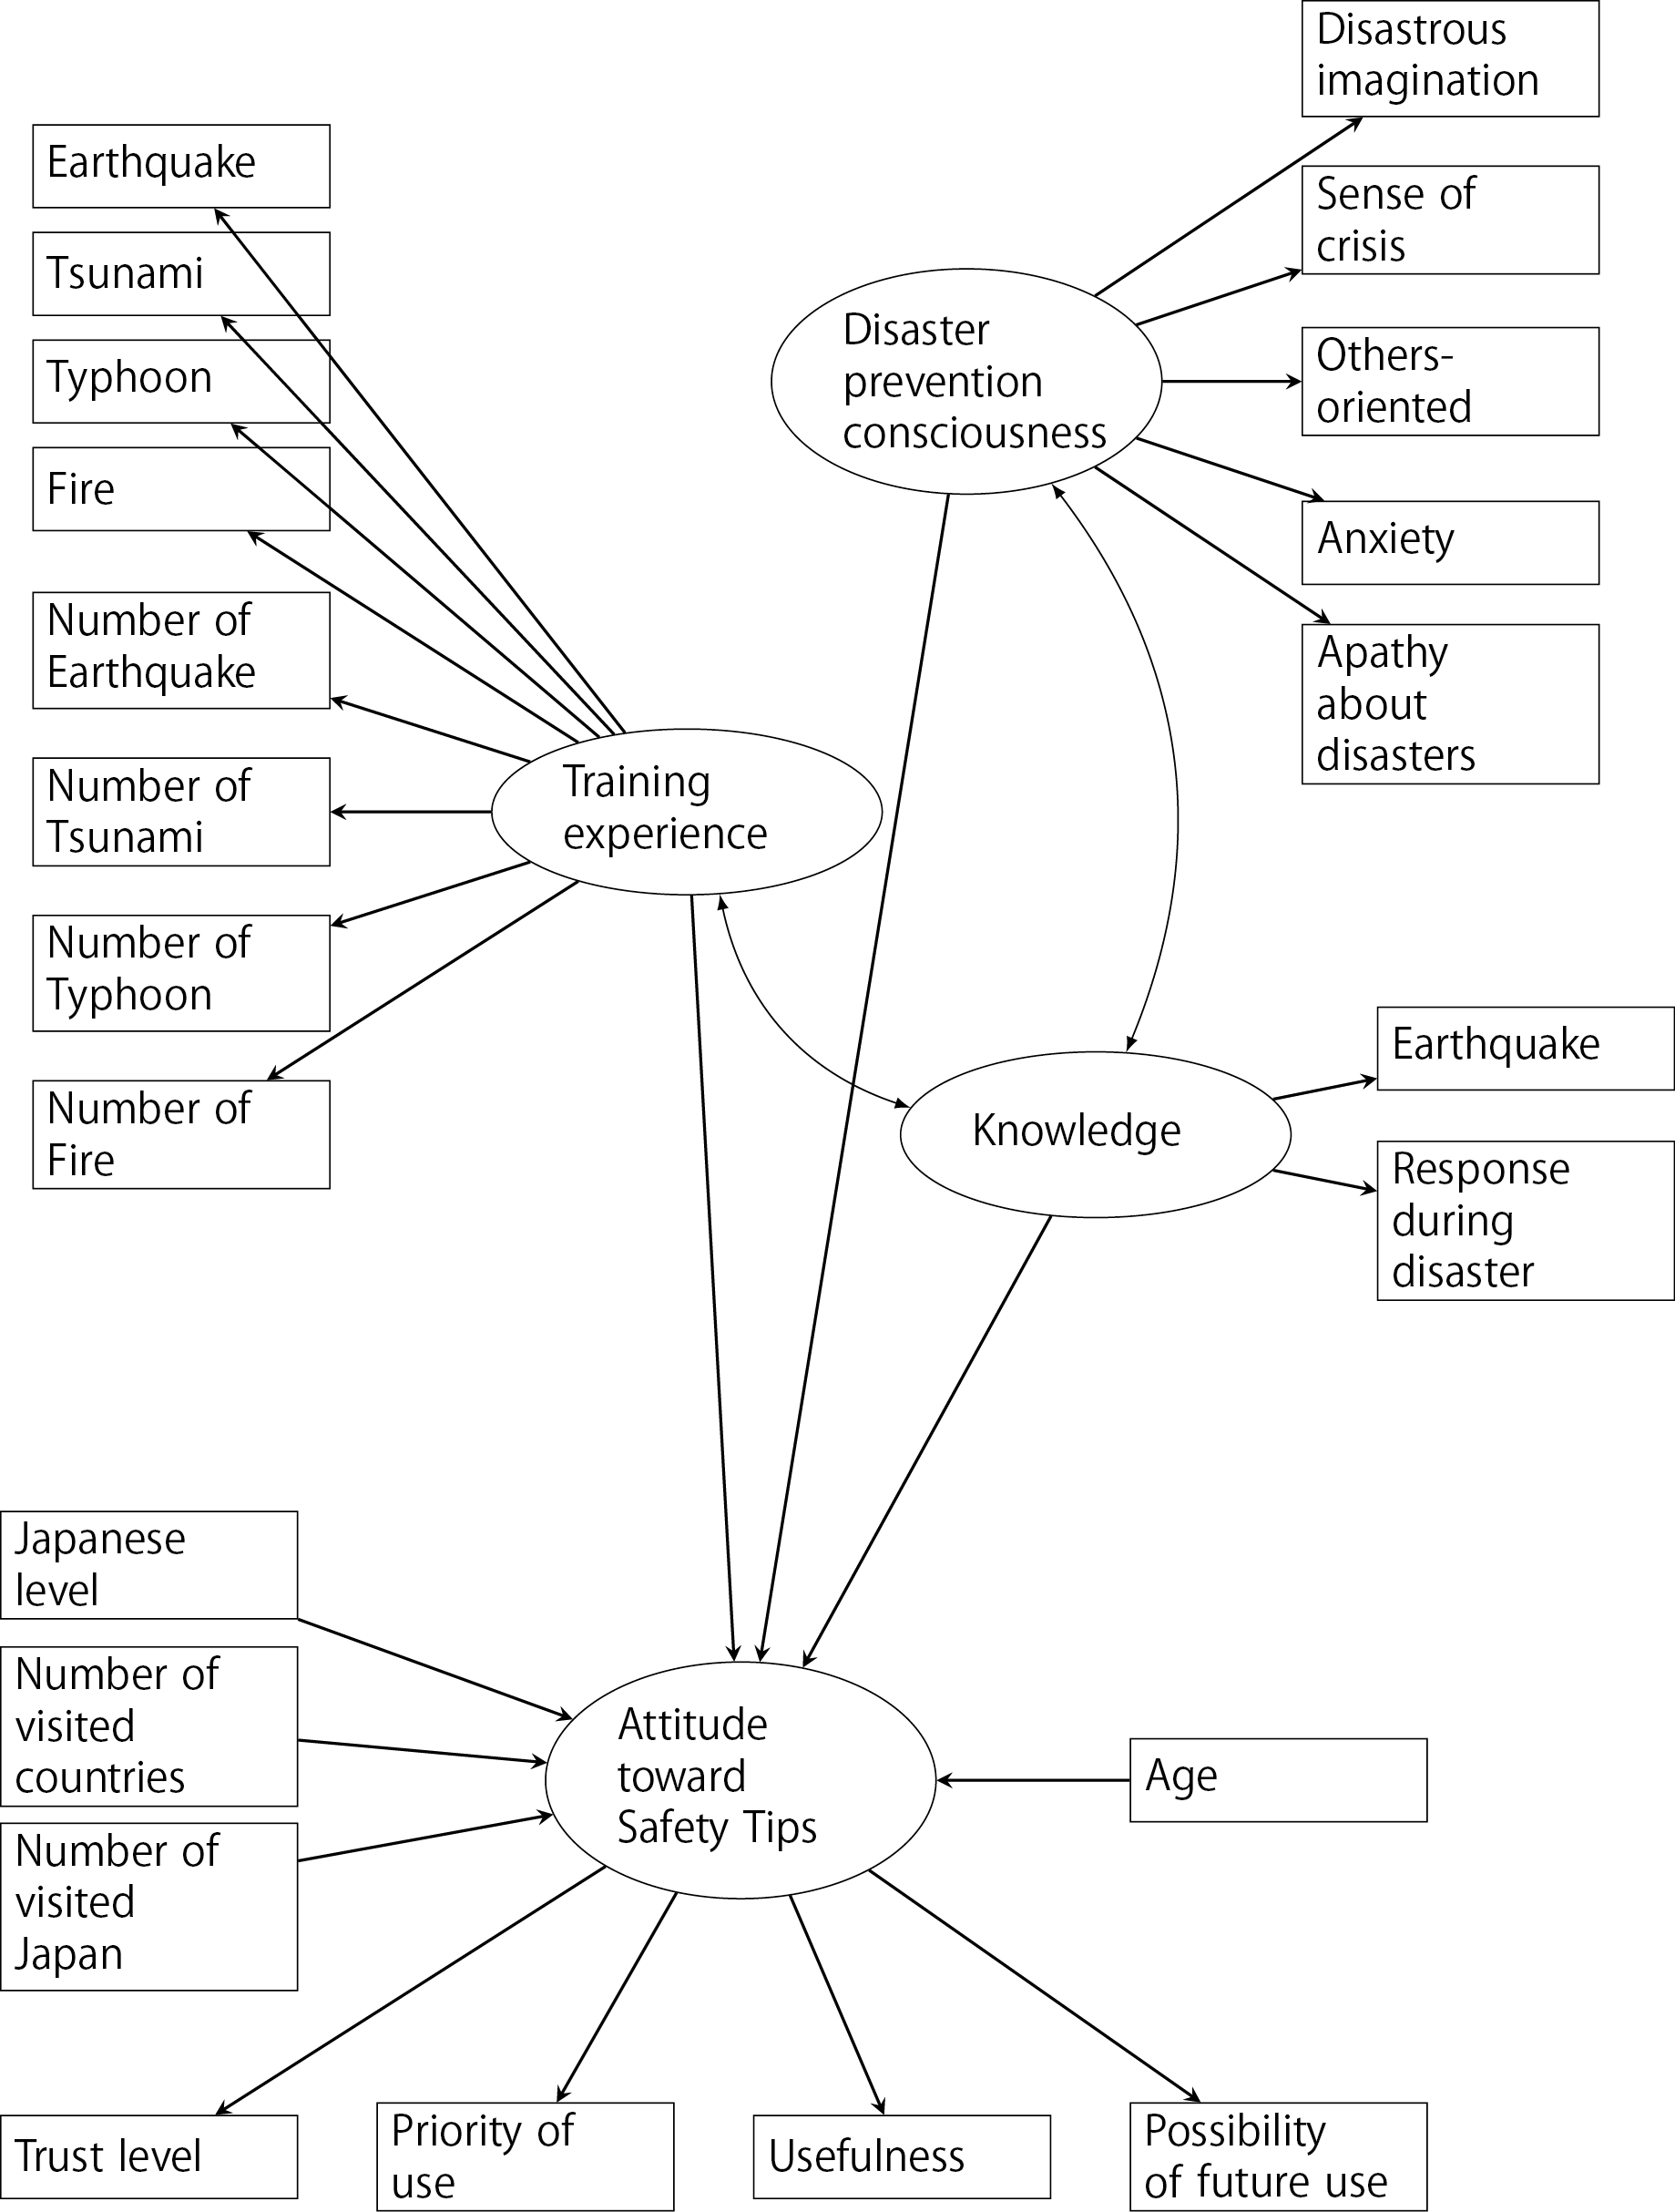 Disastrous
imagination
Earthquake
Sense of
crisis
Tsunami
Disaster
prevention
consciousness
Others-
oriented
Typhoon
Fire
Anxiety
Number of
Earthquake
Apathy
about
disasters
Training
experience
Number of
Tsunami
Number of
Typhoon
Earthquake
Knowledge
Number of
Fire
Response
during
disaster
Japanese
level
Number of
visited
countries
Attitude
toward
Safety Tips
Age
Number of
visited
Japan
Trust level
Priority of
use
Usefulness
Possibility
of future use